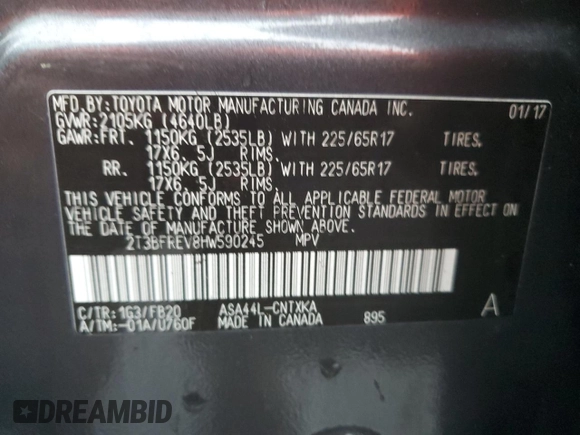 MFD.BY:TOYOTA MOTOR MANUFACTURING CANADA INC.
GVWR:2105KG (4640LB) 01/17
GAWR:FRT. 1150KG (2535LB) WITH 225/65R17 TIRES.
17X6. 5J RIMS.
RR. 1150KG (2535LB) WITH 225/65R17 TIRES.
17X6. 5J RIMS.
THIS VEHICLE CONFORMS TO ALL APPLICABLE FEDERAL MOTOR
VEHICLE SAFETY AND THEFT PREVENTION STANDARDS IN EFFECT ON
THE DATE OF MANUFACTURE SHOWN ABOVE.
2T3BFREV8HW590245 MPV
C/TR:1G3/FB20 ASA44L-CNTXKA A
A/TM:-01A/U760F MADE IN CANADA 895
DREAMBID